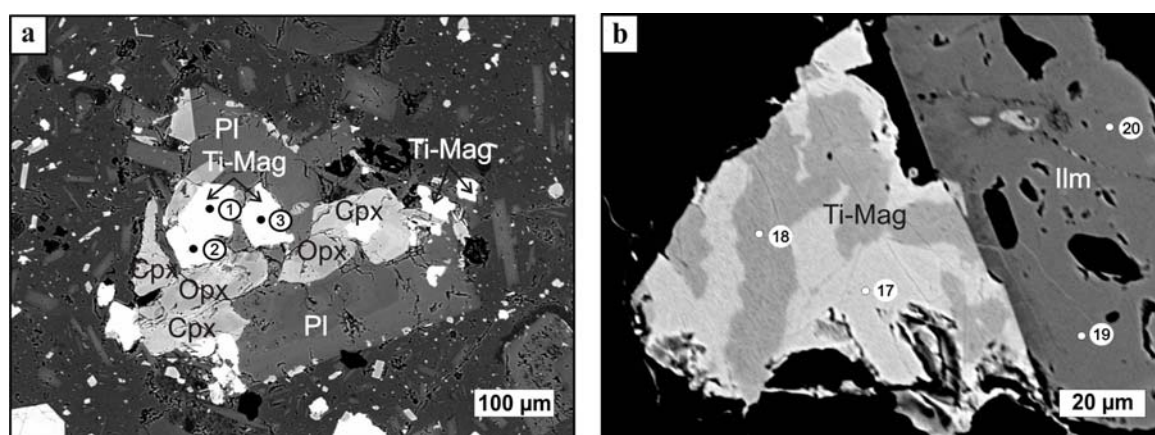 a
Pl
Ti-Mag
Ti-Mag
1
3
Cpx
2
Cpx
Opx
Opx
Cpx
Pl
100 µm
b
20
Ilm
Ti-Mag
18
17
19
20 µm